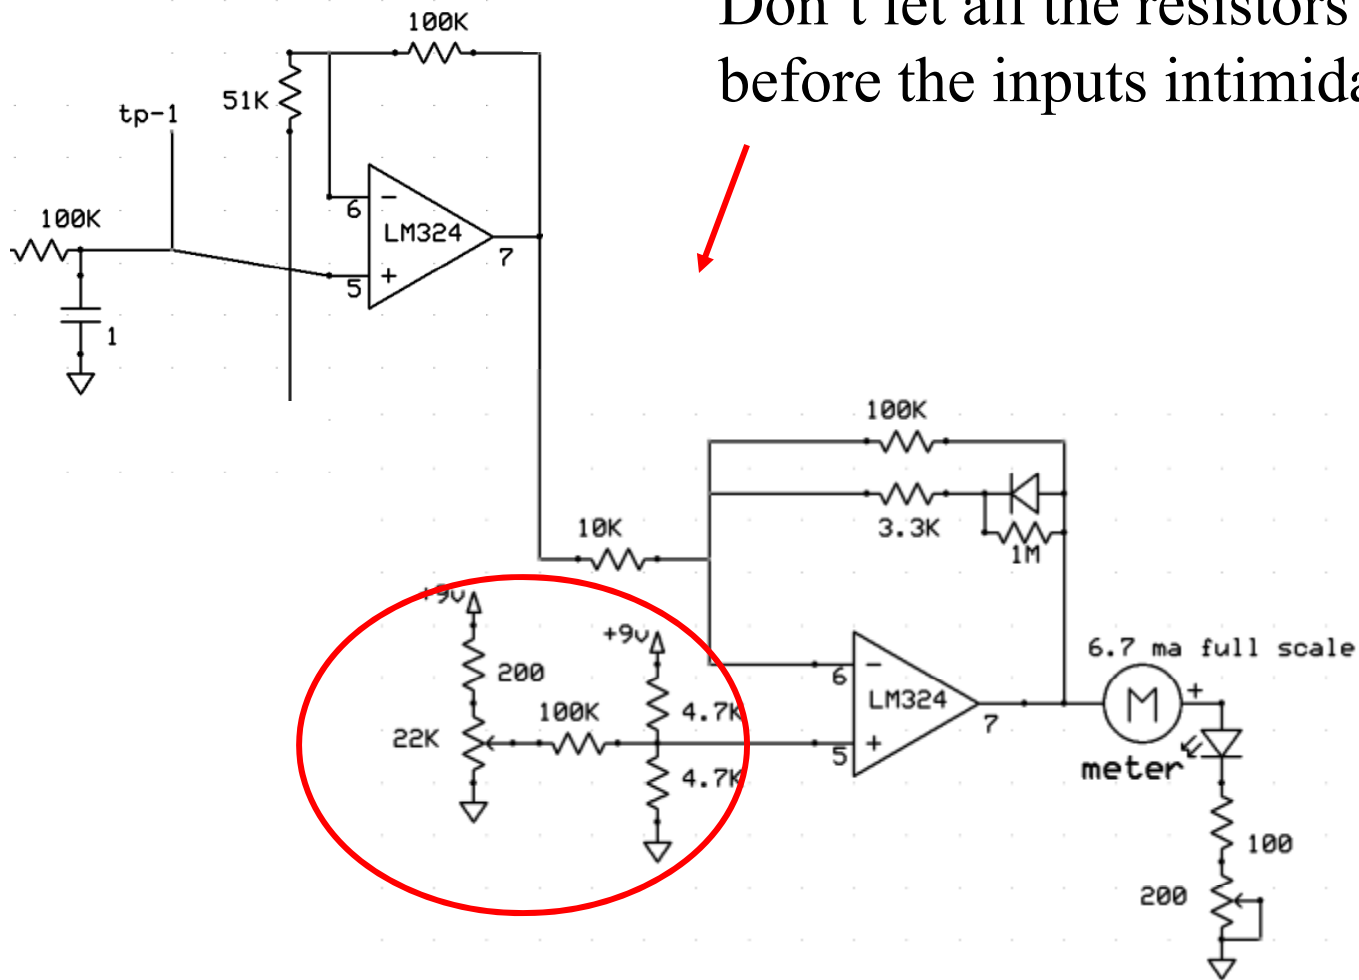 Don't let all the resistors
before the inputs
100K
51K
tp-1
6
LM324
7
5
100K
1
100K
10K
3.3K
1M
+9v
+9v
6.7 ma full scale
200
6
LM324
+
100K
4.7K
22K
7
5
4.7K
meter
M
100
200